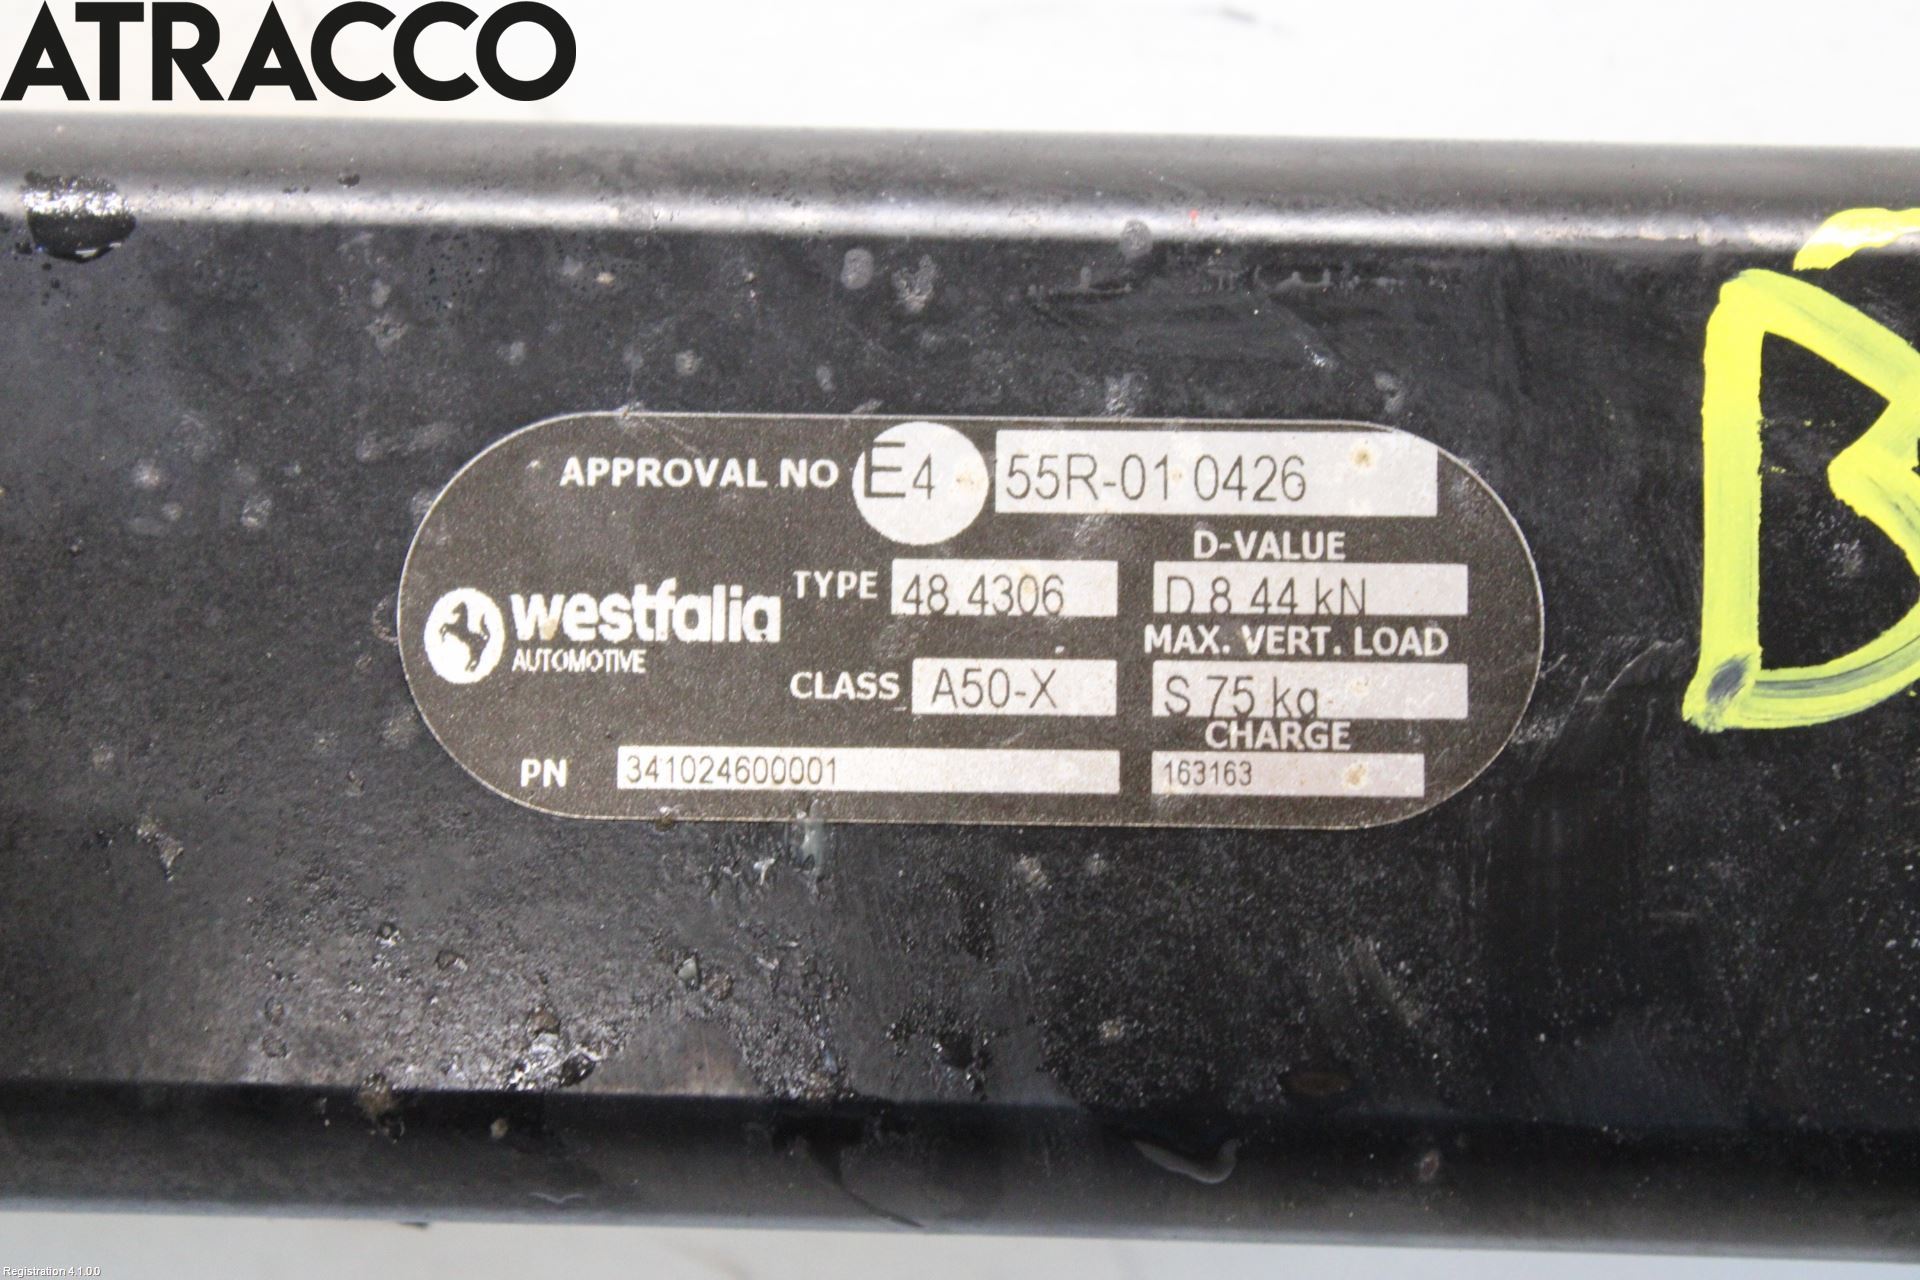 ATRACCO
APPROVAL NO E4 55R-01 0426
D-VALUE
TYPE 48.4306 D 8,44 kN
westfalia
AUTOMOTIVE
MAX. VERT. LOAD
CLASS A50-X S 75 kg
CHARGE
PN 341024600001 163163
B
Registration 4.1.0.0